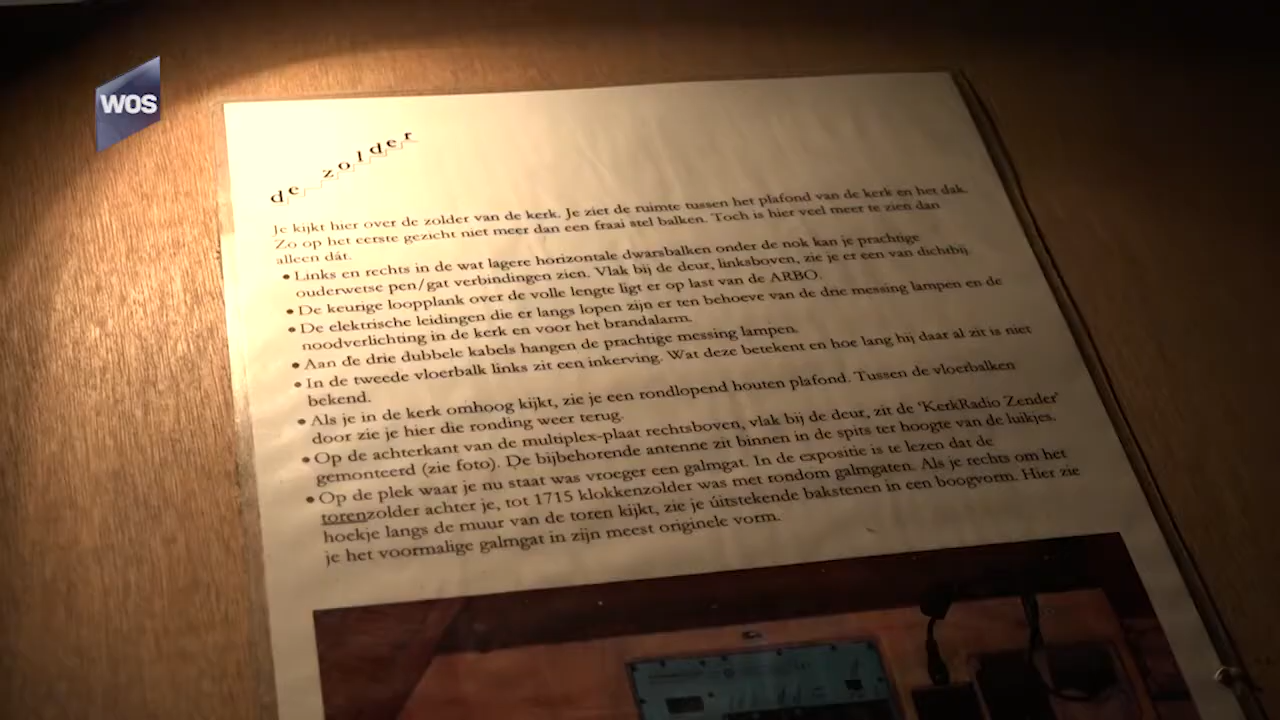 WOS
de zolder
Je kijkt hier over de zolder van de kerk. Je ziet de ruimte tussen het plafond van de kerk en het dak.
Zo op het eerste gezicht niet meer dan een fraai stel balken. Toch is hier veel meer te zien dan
alleen dát.
• Links en rechts in de wat lagere horizontale dwarsbalken onder de nok kan je prachtige
ouderwetse pen/gat verbindingen zien. Vlak bij de deur, linksboven, zie je er een van dichtbij.
• De keurige loopplank over de volle lengte ligt er op last van de ARBO.
• De elektrische leidingen die er langs lopen zijn er ten behoeve van de drie messing lampen en de
noodverlichting in de kerk en voor het brandalarm.
• Aan de drie dubbele kabels hangen de prachtige messing lampen.
• In de tweede vloerbalk links zit een inkerving. Wat deze betekent en hoe lang hij daar al zit is niet
bekend.
• Als je in de kerk omhoog kijkt, zie je een rondlopend houten plafond. Tussen de vloerbalken
door zie je hier die ronding weer terug.
• Op de achterkant van de multiplex-plaat rechtsboven, vlak bij de deur, zit de ‘KerkRadio Zender’
gemonteerd (zie foto). De bijbehorende antenne zit binnen in de spits ter hoogte van de luikjes.
• Op de plek waar je nu staat was vroeger een galmgat. In de expositie is te lezen dat de
torenzolder achter je, tot 1715 klokkenzolder was met rondom galmgaten. Als je rechts om het
hoekje langs de muur van de toren kijkt, zie je úitstekende bakstenen in een boogvorm. Hier zie
je het voormalige galmgat in zijn meest originele vorm.